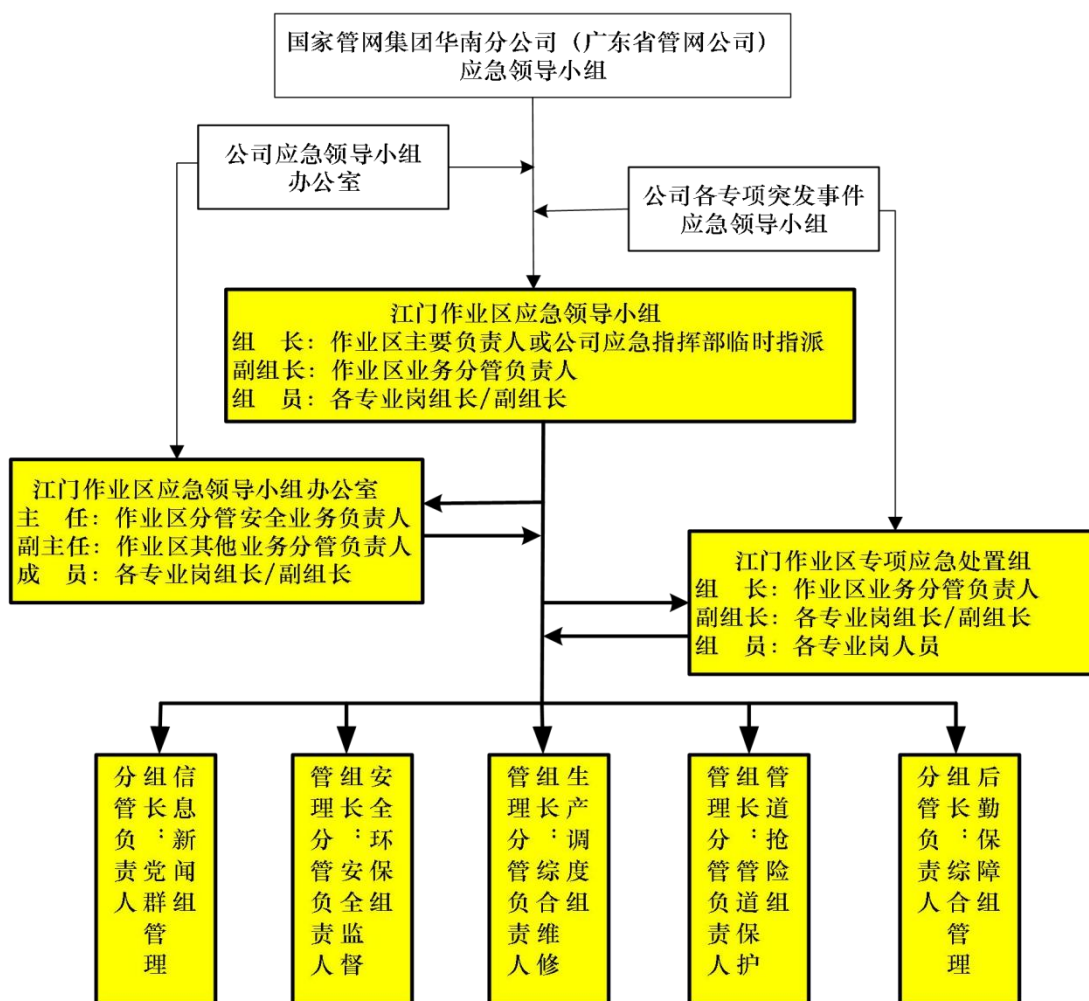 国家管网集团华南分公司（广东省管网公司）
应急领导小组
公司应急领导小组
办公室
公司各专项突发事件
应急领导小组
江门作业区应急领导小组
组　长：作业区主要负责人或公司应急指挥部临时指派
副组长：作业区业务分管负责人
组　员：各专业岗组长/副组长
江门作业区应急领导小组办公室
主　任：作业区分管安全业务负责人
副主任：作业区其他业务分管负责人
成　员：各专业岗组长/副组长
江门作业区专项应急处置组
组　长：作业区业务分管负责人
副组长：各专业岗组长/副组长
组　员：各专业岗人员
信息新闻组
组长：党群管理
分管负责人
安全环保组
组长：安全监督
管理分管负责人
生产调度组
组长：综合维修
管理分管负责人
管道抢险组
组长：管道保护
管理分管负责人
后勤保障组
组长：综合管理
分管负责人